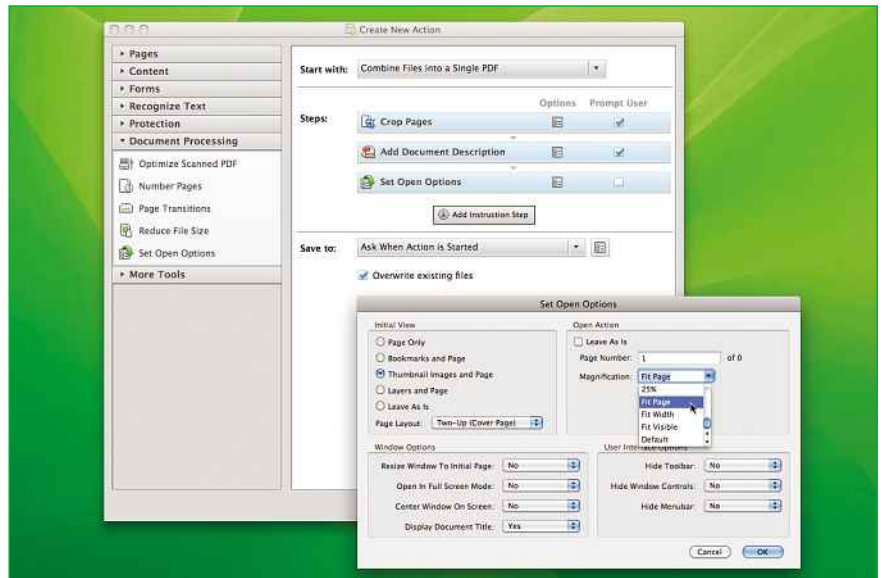 Create New Action
Pages
Content
Forms
Recognize Text
Protection
Document Processing
Optimize Scanned PDF
Number Pages
Page Transitions
Reduce File Size
Set Open Options
More Tools
Start with: Combine Files into a Single PDF
Options Prompt User
Steps: Crop Pages
Add Document Description
Set Open Options
Add Instruction Step
Save to: Ask When Action is Started
Overwrite existing files
Set Open Options
Initial View
Page Only
Bookmarks and Page
Thumbnail Images and Page
Layers and Page
Leave As Is
Page Layout: Two-Up (Cover Page)
Open Action
Leave As Is
Page Number: 1 of 0
Magnification: Fit Page
25%
Fit Page
Fit Width
Fit Visible
Default
Window Options
Resize Window To Initial Page: No
Open In Full Screen Mode: No
Center Window On Screen: No
Display Document Title: Yes
User Interface Options
Hide Toolbar: No
Hide Window Controls: No
Hide Menubar: No
Cancel OK